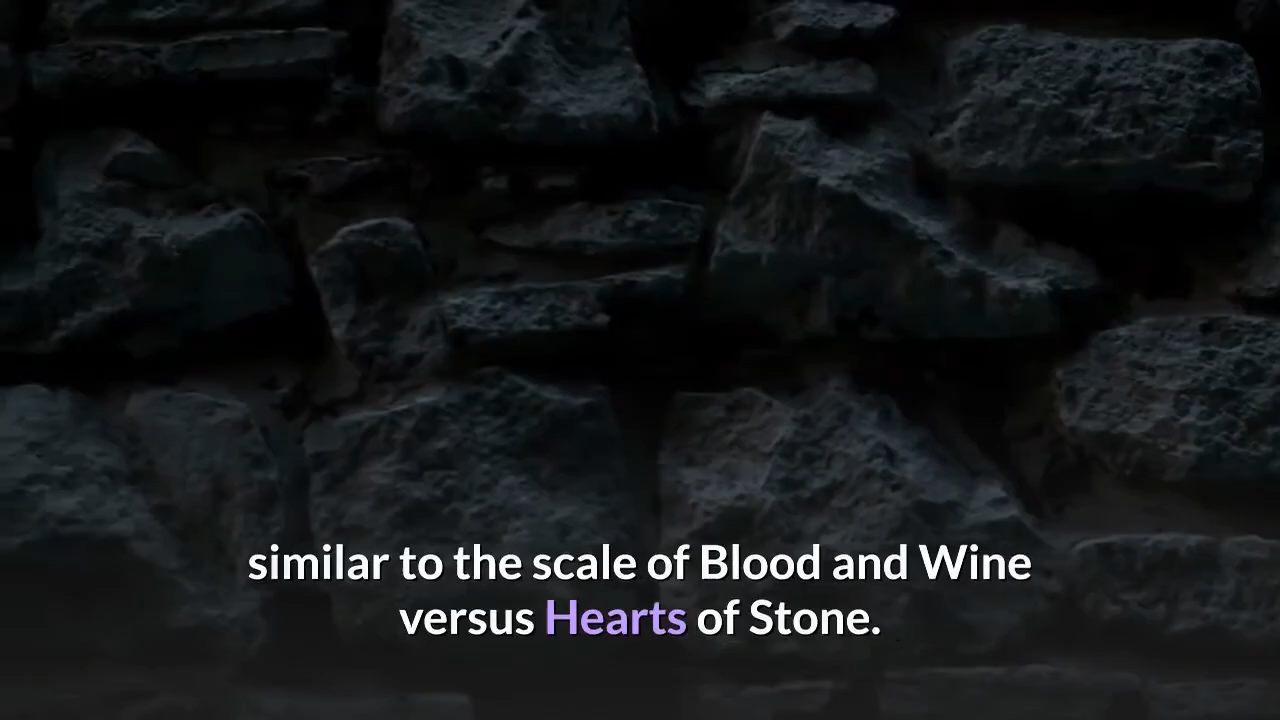 similar to the scale of Blood and Wine
versus Hearts of Stone.